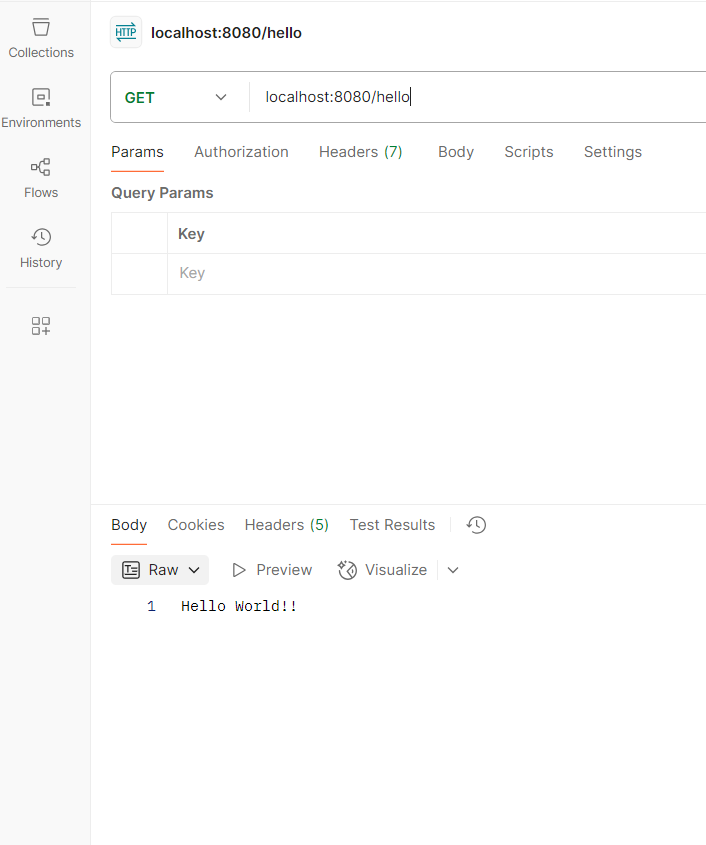 Collections
Environments
Flows
History
HTTP localhost:8080/hello
GET localhost:8080/hello
Params Authorization Headers (7) Body Scripts Settings
Query Params
Key
Key
Body Cookies Headers (5) Test Results
Raw Preview Visualize
1 Hello World!!